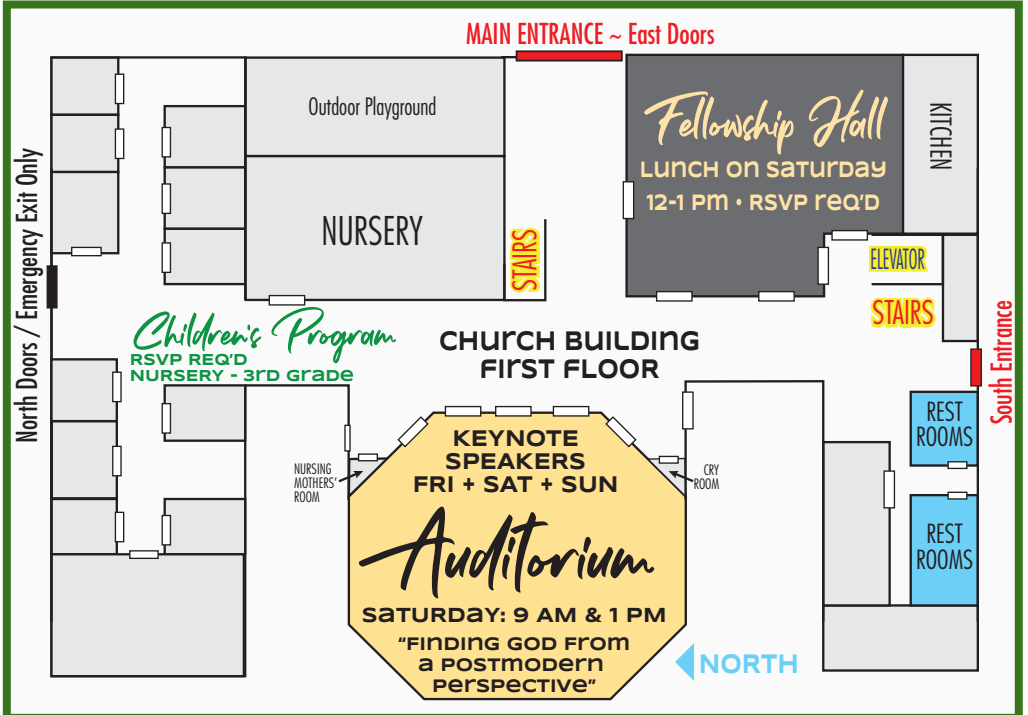 MAIN ENTRANCE ~ East Doors
Outdoor Playground
Fellowship Hall
LUNCH ON SATURDAY
12-1 PM • RSVP REQ'D
KITCHEN
NURSERY
STAIRS
ELEVATOR
STAIRS
North Doors / Emergency Exit Only
Children's Program
RSVP REQ'D
NURSERY - 3RD GRADE
CHURCH BUILDING
FIRST FLOOR
South Entrance
REST
ROOMS
KEYNOTE
SPEAKERS
FRI + SAT + SUN
NURSING
MOTHERS'
ROOM
CRY
ROOM
Auditorium
REST
ROOMS
SATURDAY: 9 AM & 1 PM
"FINDING GOD FROM
A POSTMODERN
PERSPECTIVE"
NORTH